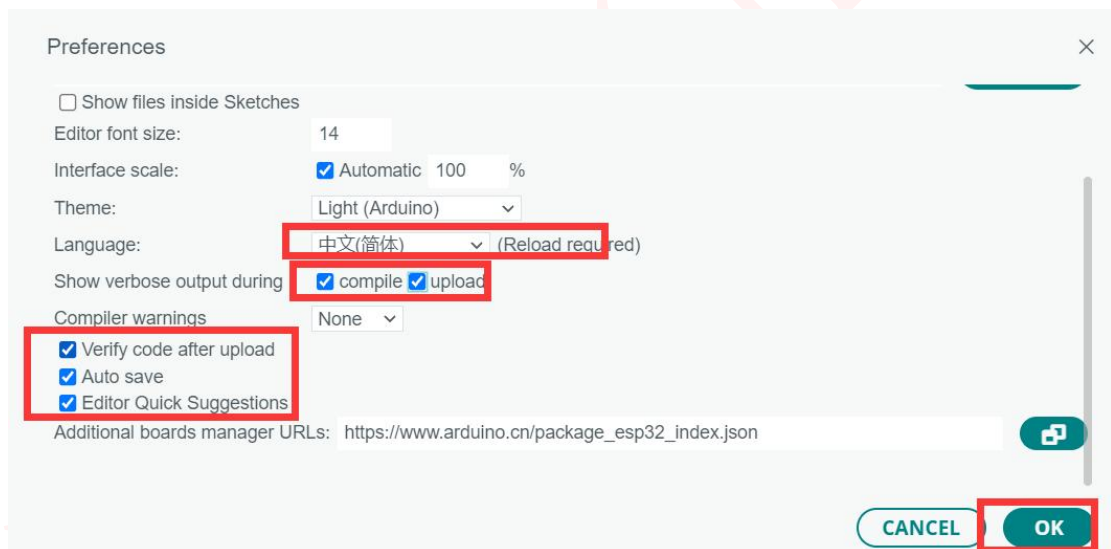 Preferences
Show files inside Sketches
Editor font size: 14
Interface scale: Automatic 100 %
Theme: Light (Arduino)
Language: 中文(简体) (Reload required)
Show verbose output during compile upload
Compiler warnings None
Verify code after upload
Auto save
Editor Quick Suggestions
Additional boards manager URLs: https://www.arduino.cn/package_esp32_index.json
CANCEL OK